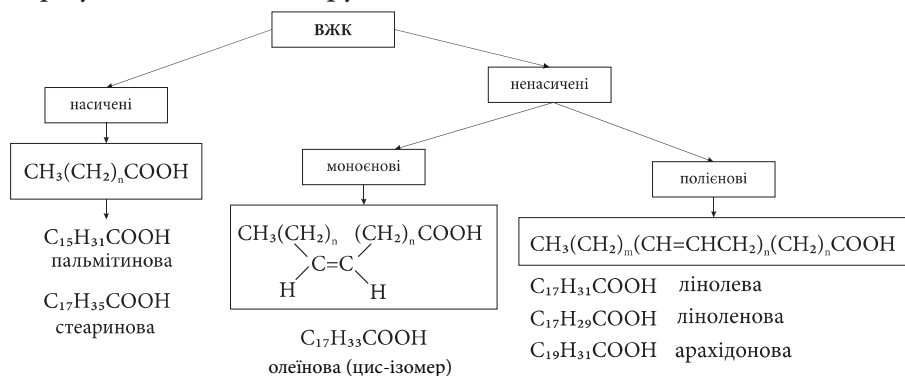 ВЖК
насичені
ненасичені
CH₃(CH₂)ₙCOOH
моноєнові
полієнові
C₁₅H₃₁COOH
пальмітинова
C₁₇H₃₅COOH
стеаринова
CH₃(CH₂)ₙ (CH₂)ₙCOOH
C=C
H H
C₁₇H₃₃COOH
олеїнова (цис-ізомер)
CH₃(CH₂)ₘ(CH=CHCH₂)ₙ(CH₂)ₙCOOH
C₁₇H₃₁COOH лінолева
C₁₇H₂₉COOH ліноленова
C₁₉H₃₁COOH арахідонова